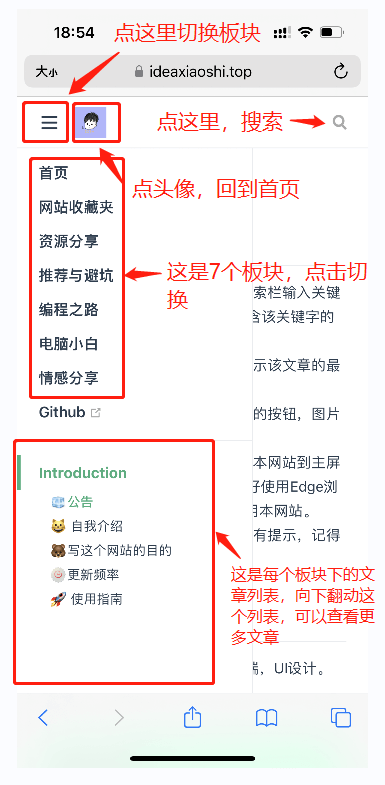 18:54
点这里切换板块
大小
ideaxiaoshi.top
点这里，搜索
点头像，回到首页
首页
网站收藏夹
资源分享
推荐与避坑
编程之路
电脑小白
情感分享
Github
这是7个板块，点击切
换
索栏输入关键
含该关键字的
示该文章的最
的按钮，图片
本网站到主屏
好使用Edge浏
用本网站。
有提示，记得
Introduction
公告
自我介绍
写这个网站的目的
更新频率
使用指南
这是每个板块下的文
章列表，向下翻动这
个列表，可以查看更
多文章
端，UI设计。